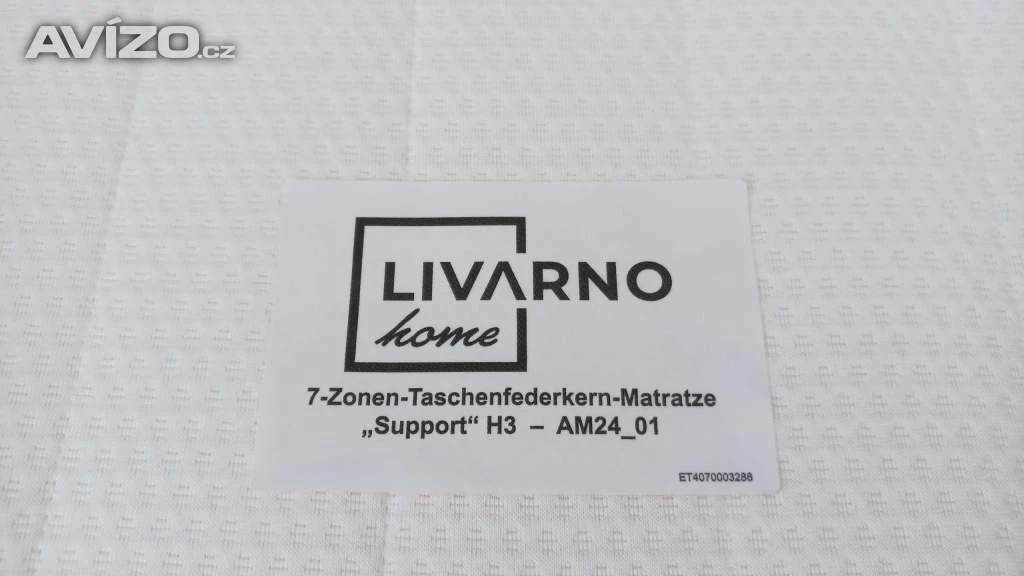 AVÍZO.cz
LIVARNO
home
7-Zonen-Taschenfederkern-Matratze
„Support“ H3 – AM24_01
ET4070003288